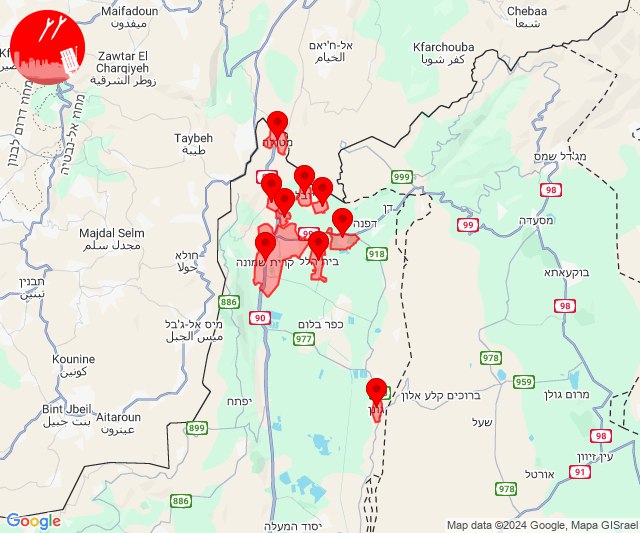 Maifadoun
ميفدون
Chebaa
شبعا
Zawtar El
Charqiyeh
زوطر الشرقية
אל-ח'יאם
الخيام
Kfarchouba
كفر شوبا
מחוז דרום לבנון
מחוז אל-נבטיה
Taybeh
طيبة
מטולה
מג'דל שמס
999
98
דן
דפנה
99
מסעדה
Majdal Selm
مجدل سلم
חולא
حولا
קרית שמונה
בית הלל
918
בוקעאתא
تبنين
886
98
90
מיס אל-ג'בל
ميس الجبل
כפר בלום
977
978
Kounine
كونين
959
מרום גולן
ברוכים קלע אלון
גונן
יפתח
Bint Jbeil
بنت جبيل
Aitaroun
عيترون
899
שעל
98
עין זיוון
91
אורטל
978
886
יסוד המעלה
Google
Map data ©2024 Google, Mapa GISrael